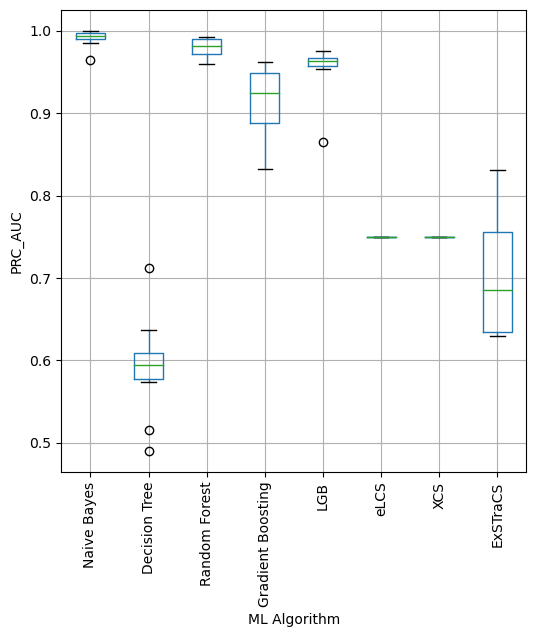 1.0
0.9
0.8
0.7
0.6
0.5
PRC_AUC
Naive Bayes
Decision Tree
Random Forest
Gradient Boosting
LGB
eLCS
XCS
ExSTraCS
ML Algorithm